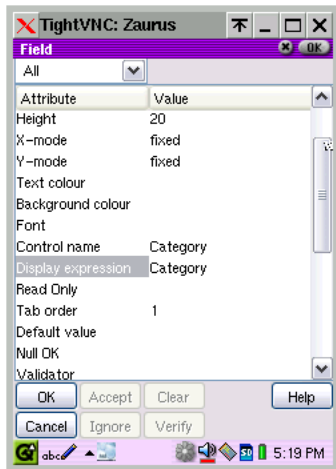 TightVNC: Zaurus
Field OK
All
Attribute Value
Height 20
X-mode fixed
Y-mode fixed
Text colour
Background colour
Font
Control name Category
Display expression Category
Read Only
Tab order 1
Default value
Null OK
Validator
OK Accept Clear Help
Cancel Ignore Verify
abc SD 5:19 PM